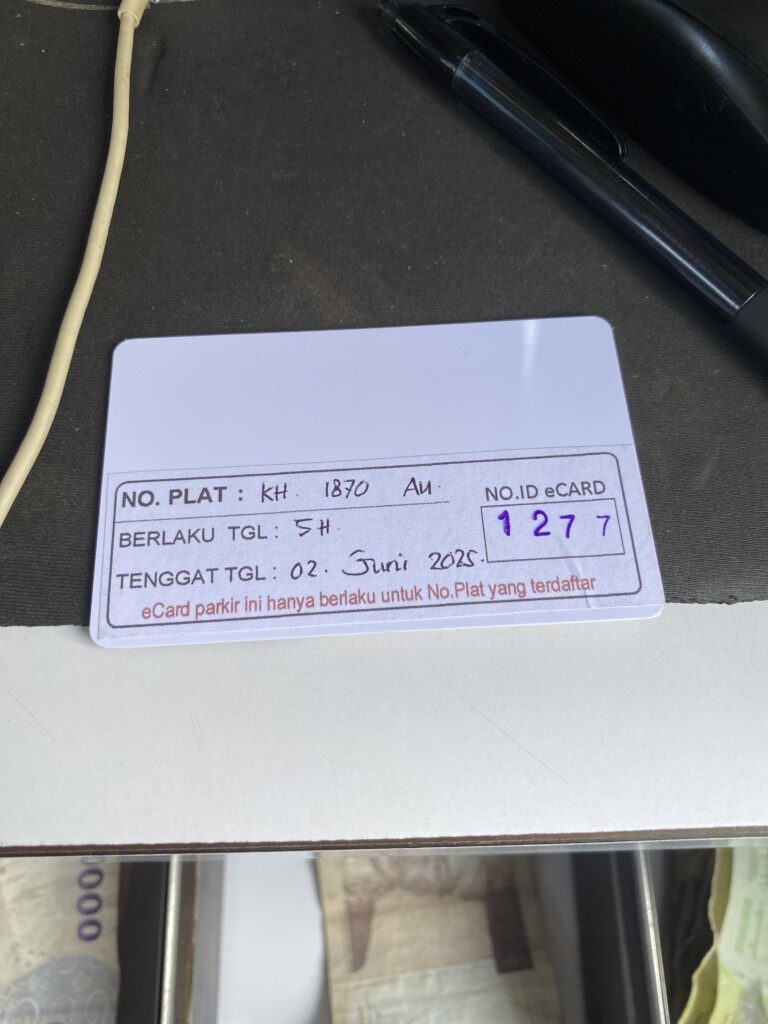 NO. PLAT : KH. 1870 AU.
NO.ID eCARD
BERLAKU TGL : 5H.
1277
TENGGAT TGL : 02. Juni 2025.
eCard parkir ini hanya berlaku untuk No.Plat yang terdaftar
000